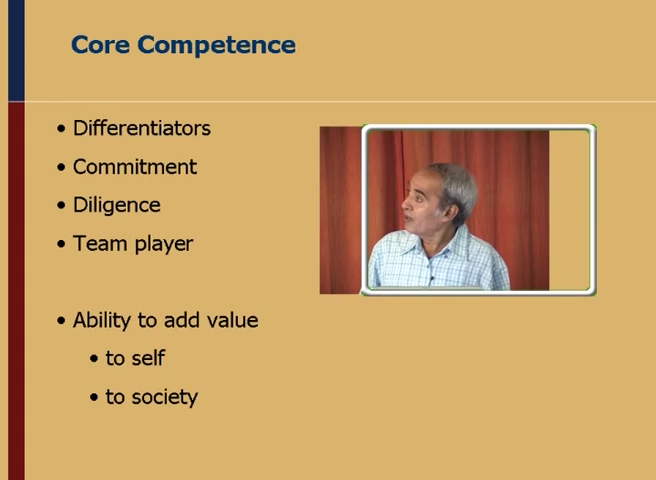 Core Competence
• Differentiators
• Commitment
• Diligence
• Team player
• Ability to add value
• to self
• to society